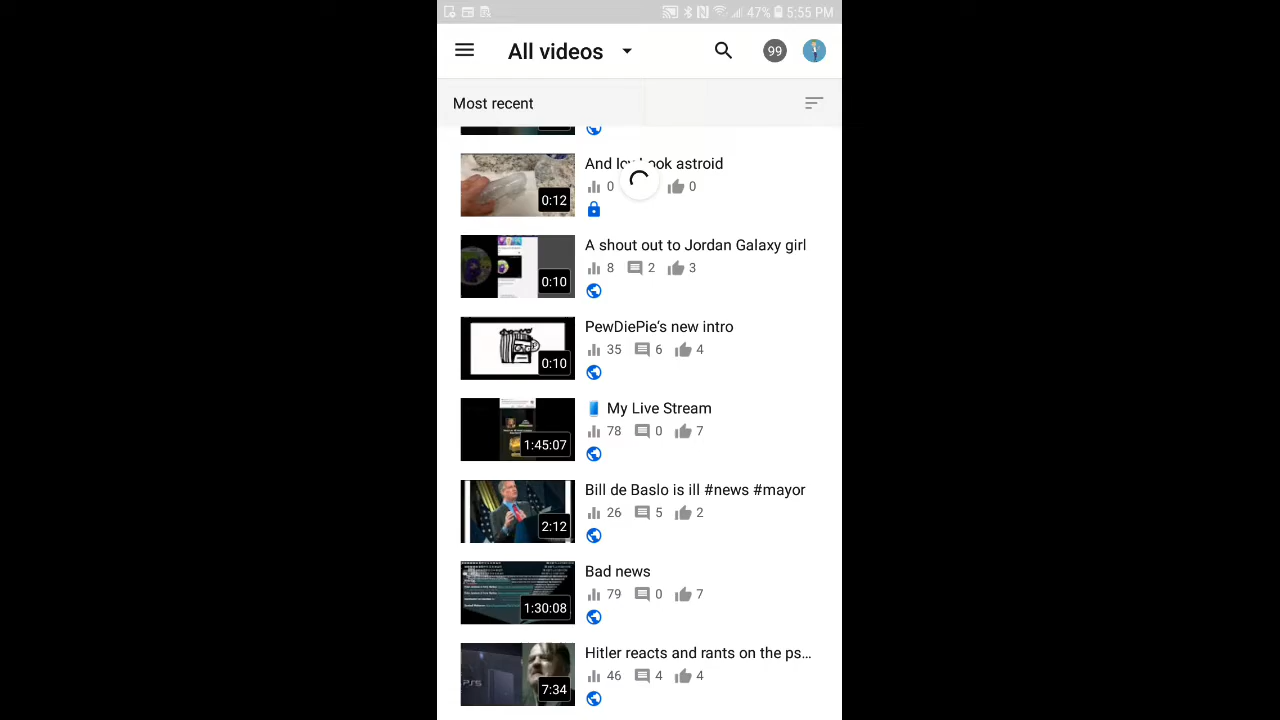 47% 5:55 PM
All videos
99
Most recent
0:12
0 0
A shout out to Jordan Galaxy girl
0:10
8 2 3
PewDiePie's new intro
0:10
35 6 4
My Live Stream
1:45:07
78 0 7
Bill de Baslo is ill #news #mayor
2:12
26 5 2
Bad news
1:30:08
79 0 7
Hitler reacts and rants on the ps...
PS5
7:34
46 4 4